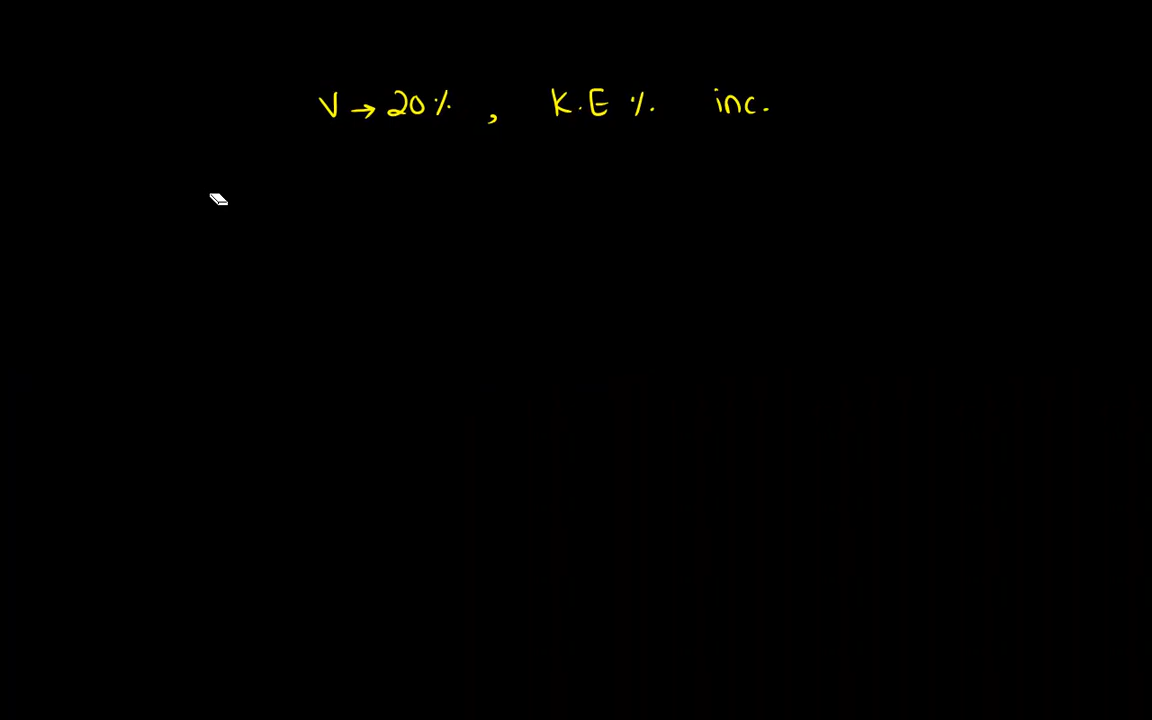 V → 20% , K.E % inc.